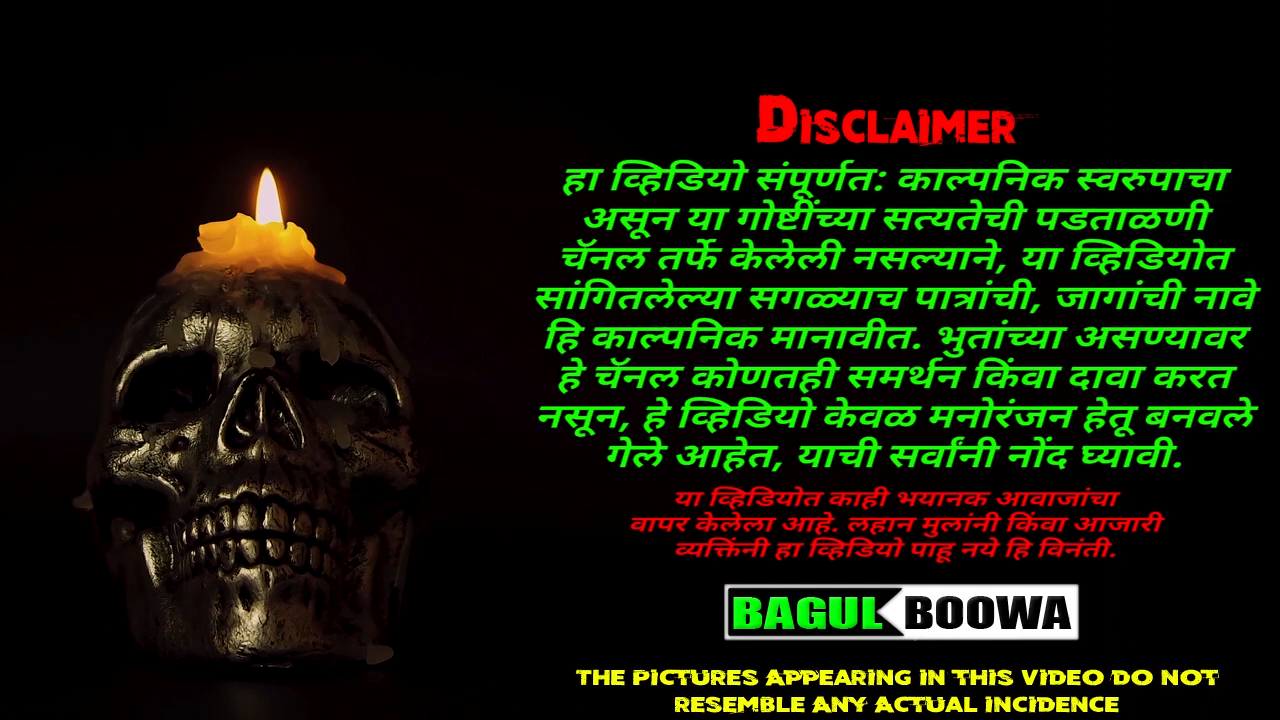 DISCLAIMER
हा व्हिडियो संपूर्णत: काल्पनिक स्वरुपाचा
असून या गोष्टींच्या सत्यतेची पडताळणी
चॅनल तर्फे केलेली नसल्याने, या व्हिडियोत
सांगितलेल्या सगळ्याच पात्रांची, जागांची नावे
हि काल्पनिक मानावीत. भुतांच्या असण्यावर
हे चॅनल कोणतही समर्थन किंवा दावा करत
नसून, हे व्हिडियो केवळ मनोरंजन हेतू बनवले
गेले आहेत, याची सर्वांनी नोंद घ्यावी.
या व्हिडियोत काही भयानक आवाजांचा
वापर केलेला आहे. लहान मुलांनी किंवा आजारी
व्यक्तिंनी हा व्हिडियो पाहू नये हि विनंती.
BAGUL BOOWA
THE PICTURES APPEARING IN THIS VIDEO DO NOT
RESEMBLE ANY ACTUAL INCIDENCE